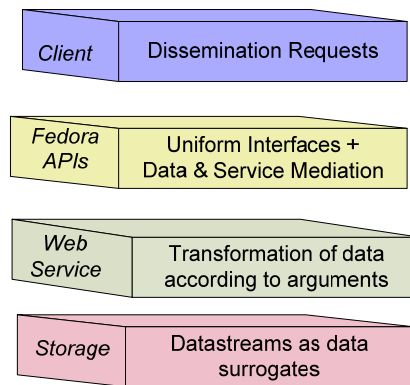 Client
Dissemination Requests
Fedora
APIs
Uniform Interfaces +
Data & Service Mediation
Web
Service
Transformation of data
according to arguments
Storage
Datastreams as data
surrogates